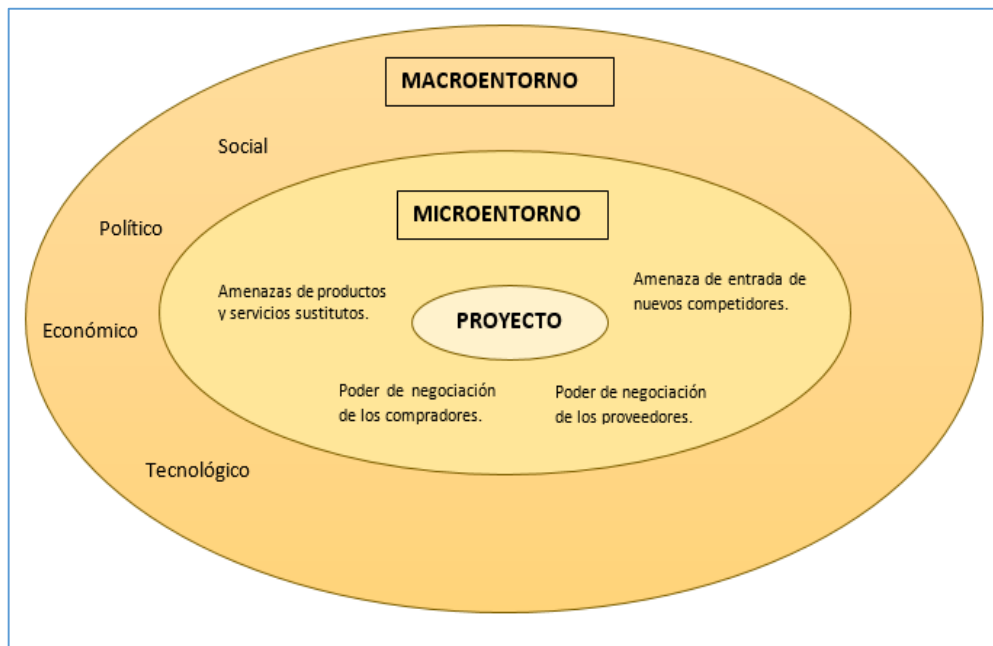 MACROENTORNO
Social
MICROENTORNO
Político
Amenazas de productos
y servicios sustitutos.
Amenaza de entrada de
nuevos competidores.
PROYECTO
Económico
Poder de negociación
de los compradores.
Poder de negociación
de los proveedores.
Tecnológico